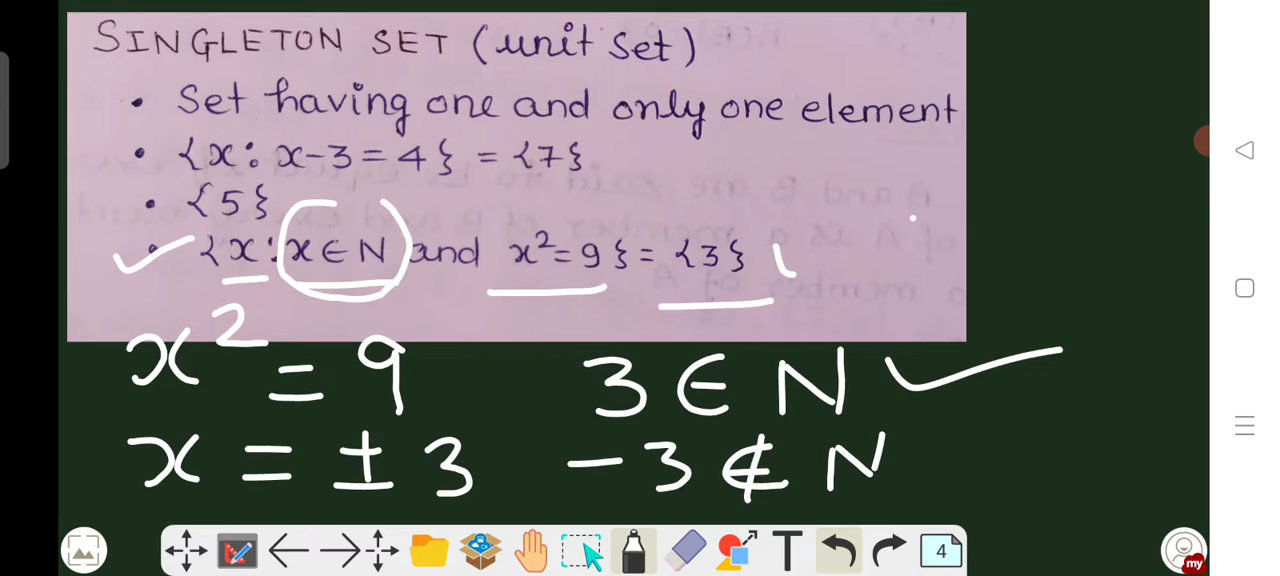 SINGLETON SET (unit set)
• Set having one and only one element
• {x: x-3=4} = {7}
• {5}
• {x: x∈N and x²=9} = {3}
x² = 9 3 ∈ N
x = ± 3 -3 ∉ N
T 4
my